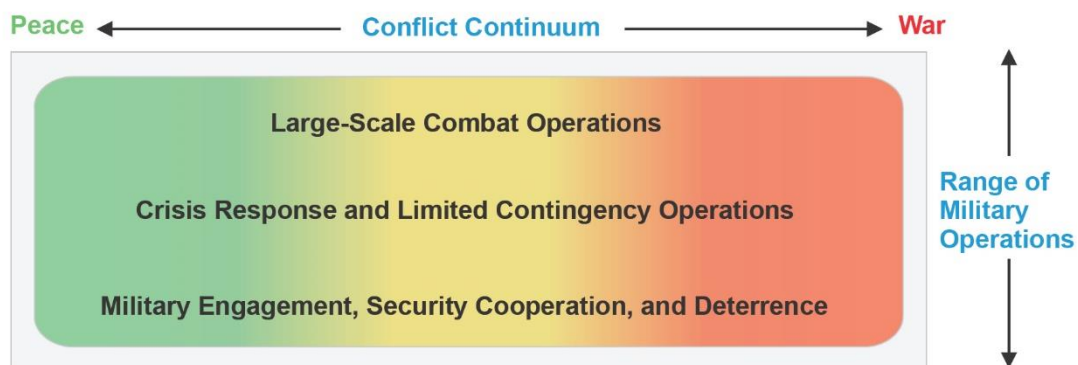 Peace Conflict Continuum War
Large-Scale Combat Operations
Crisis Response and Limited Contingency Operations
Military Engagement, Security Cooperation, and Deterrence
Range of
Military
Operations